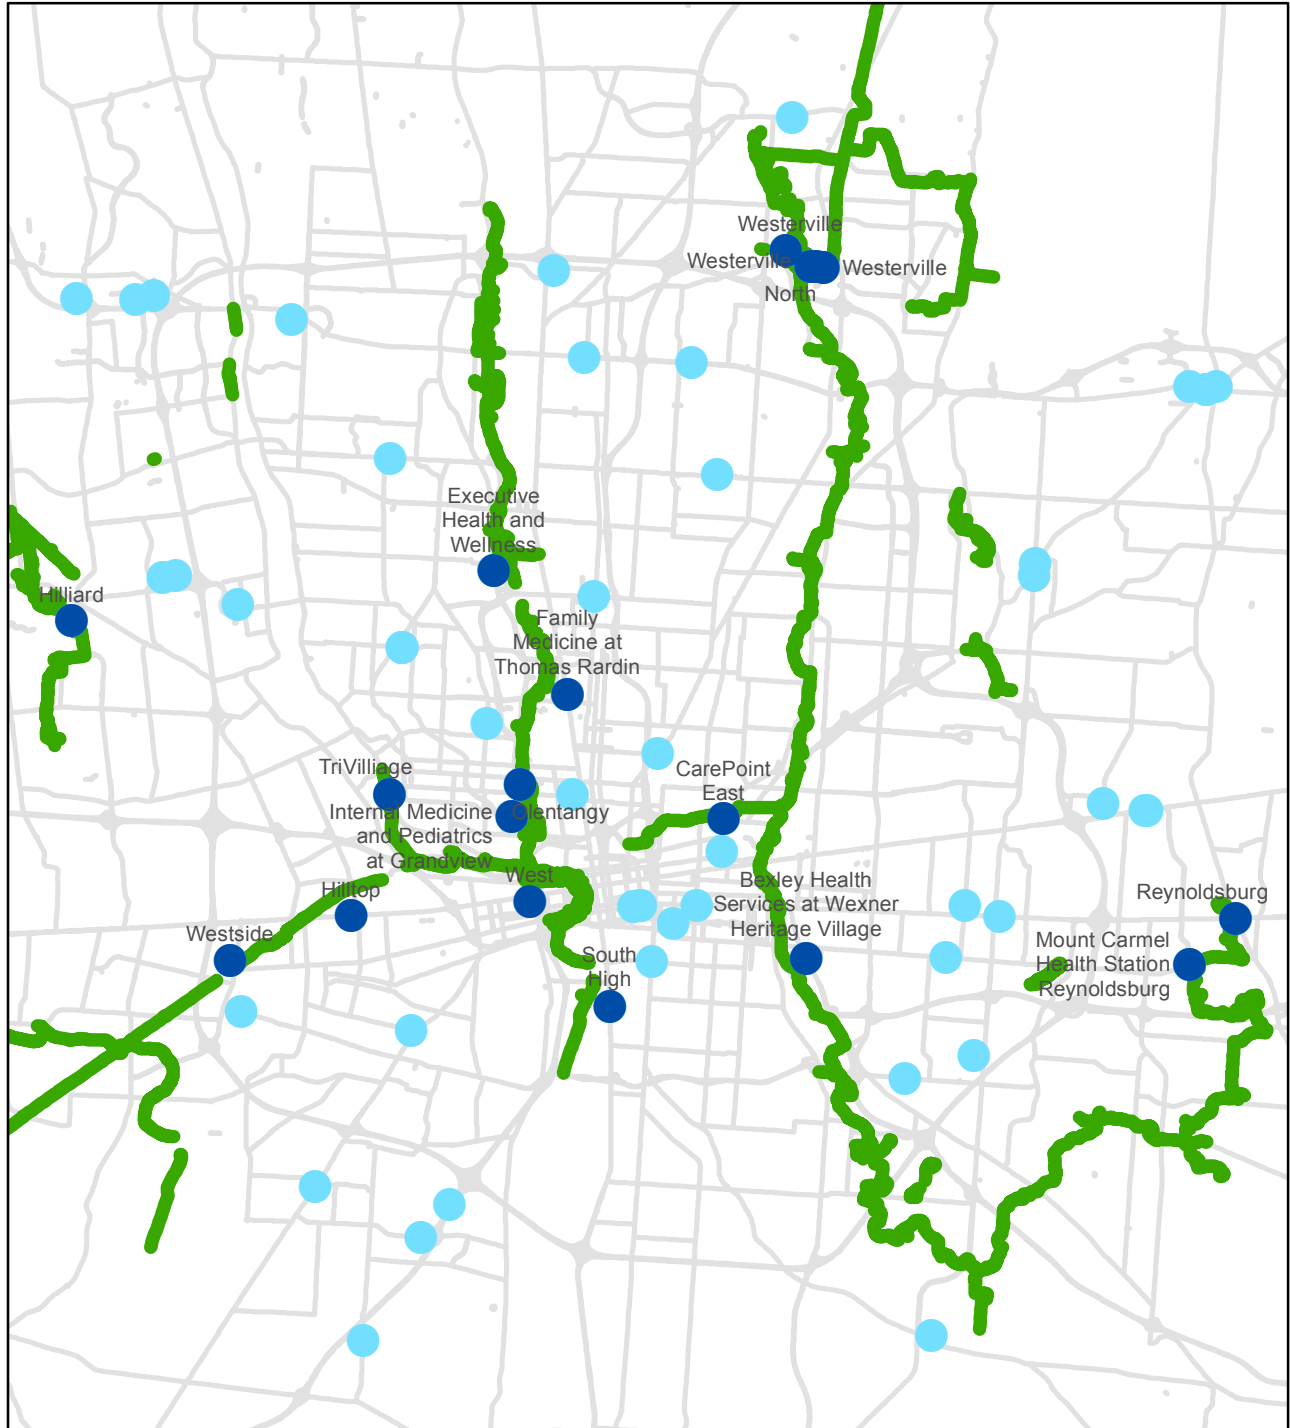 Westerville
Westerville
Westerville
North
Executive
Health and
Wellness
Hilliard
Family
Medicine at
Thomas Rardin
TriVilliage
CarePoint
East
Internal Medicine
and Pediatrics
at Grandview
Olentangy
West
Hilltop
Bexley Health
Services at Wexner
Heritage Village
Reynoldsburg
Westside
Mount Carmel
Health Station
Reynoldsburg
South
High